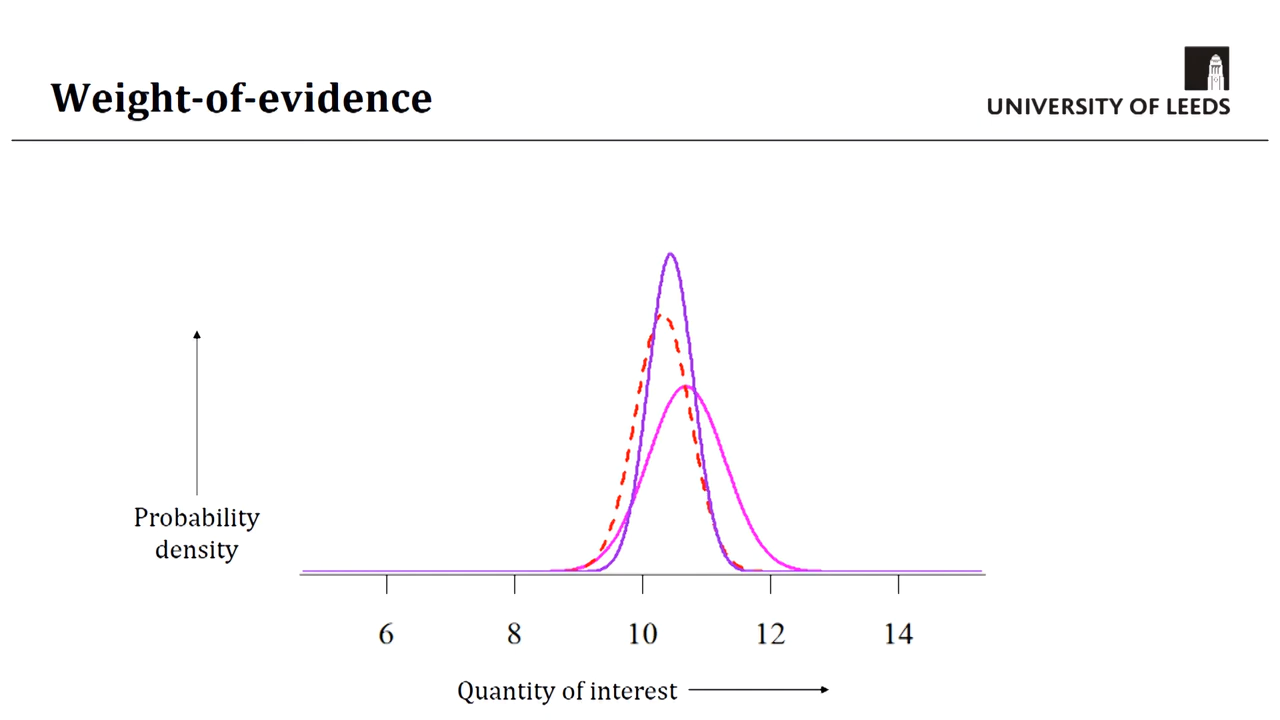 Weight-of-evidence
UNIVERSITY OF LEEDS
Probability
density
6 8 10 12 14
Quantity of interest